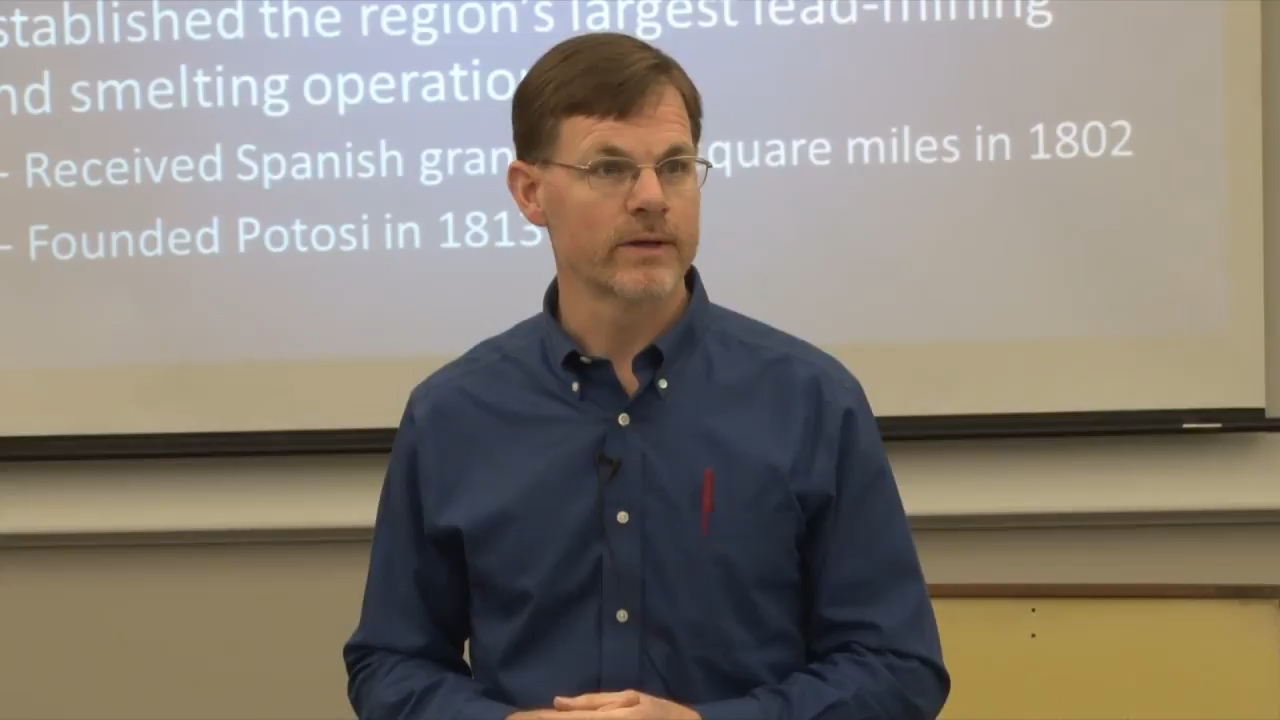 stablished the region's largest lead-mining
nd smelting operatio
- Received Spanish gran quare miles in 1802
- Founded Potosi in 1813